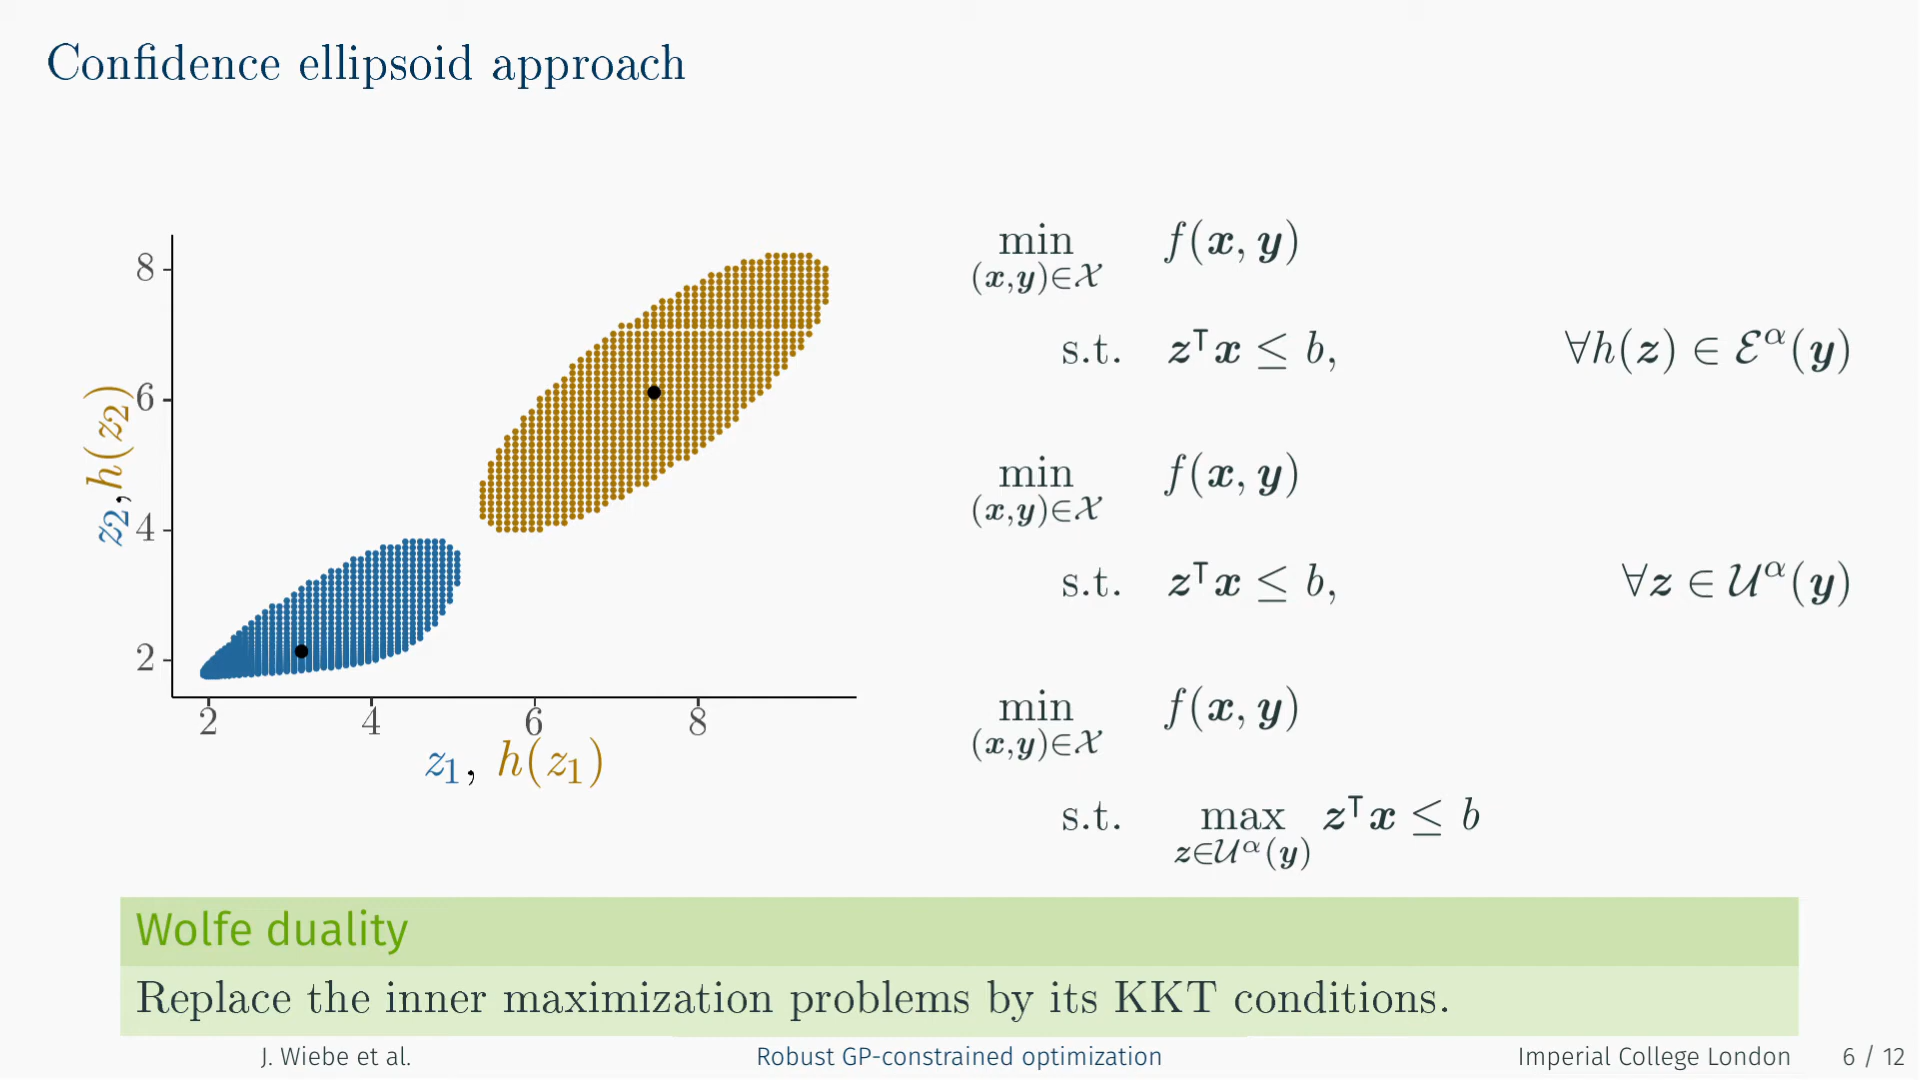 Confidence ellipsoid approach
8
6
4
2
z₂, h(z₂)
2 4 6 8
z₁, h(z₁)
min f(x, y)
(x,y)∈𝒳
s.t. zᵀx ≤ b, ∀h(z) ∈ ℰ^α(y)
min f(x, y)
(x,y)∈𝒳
s.t. zᵀx ≤ b, ∀z ∈ 𝒰^α(y)
min f(x, y)
(x,y)∈𝒳
s.t. max zᵀx ≤ b
z∈𝒰^α(y)
Wolfe duality
Replace the inner maximization problems by its KKT conditions.
J. Wiebe et al. Robust GP-constrained optimization Imperial College London 6 / 12